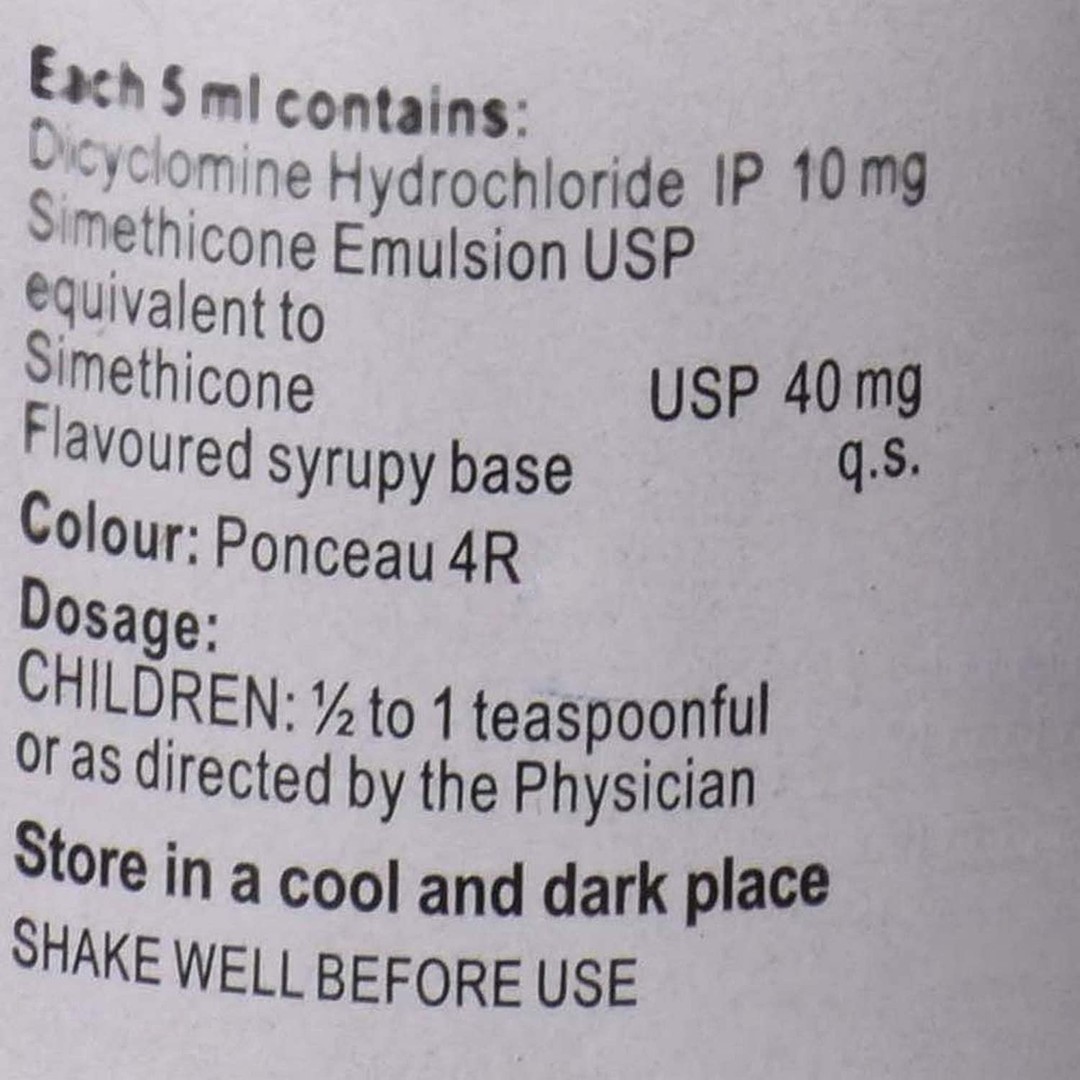 Each 5 ml contains:
Dicyclomine Hydrochloride IP 10 mg
Simethicone Emulsion USP
equivalent to
Simethicone USP 40 mg
Flavoured syrupy base q.s.
Colour: Ponceau 4R
Dosage:
CHILDREN: ½ to 1 teaspoonful
or as directed by the Physician
Store in a cool and dark place
SHAKE WELL BEFORE USE